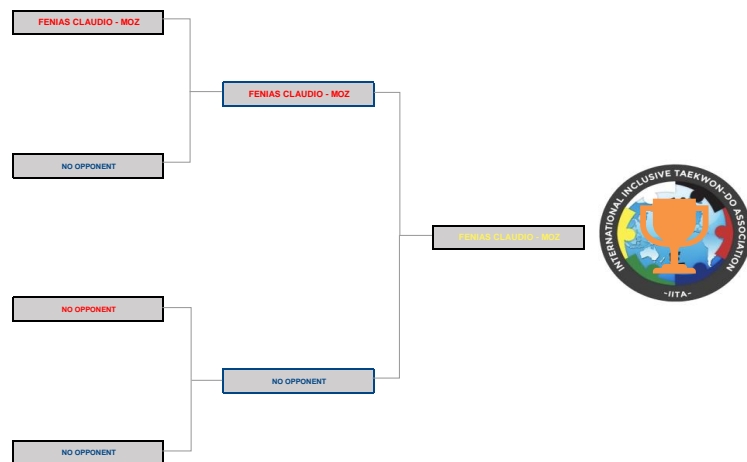 FENIAS CLAUDIO - MOZ
FENIAS CLAUDIO - MOZ
NO OPPONENT
FENIAS CLAUDIO - MOZ
INTERNATIONAL INCLUSIVE TAEKWON-DO ASSOCIATION
-IITA-
NO OPPONENT
NO OPPONENT
NO OPPONENT